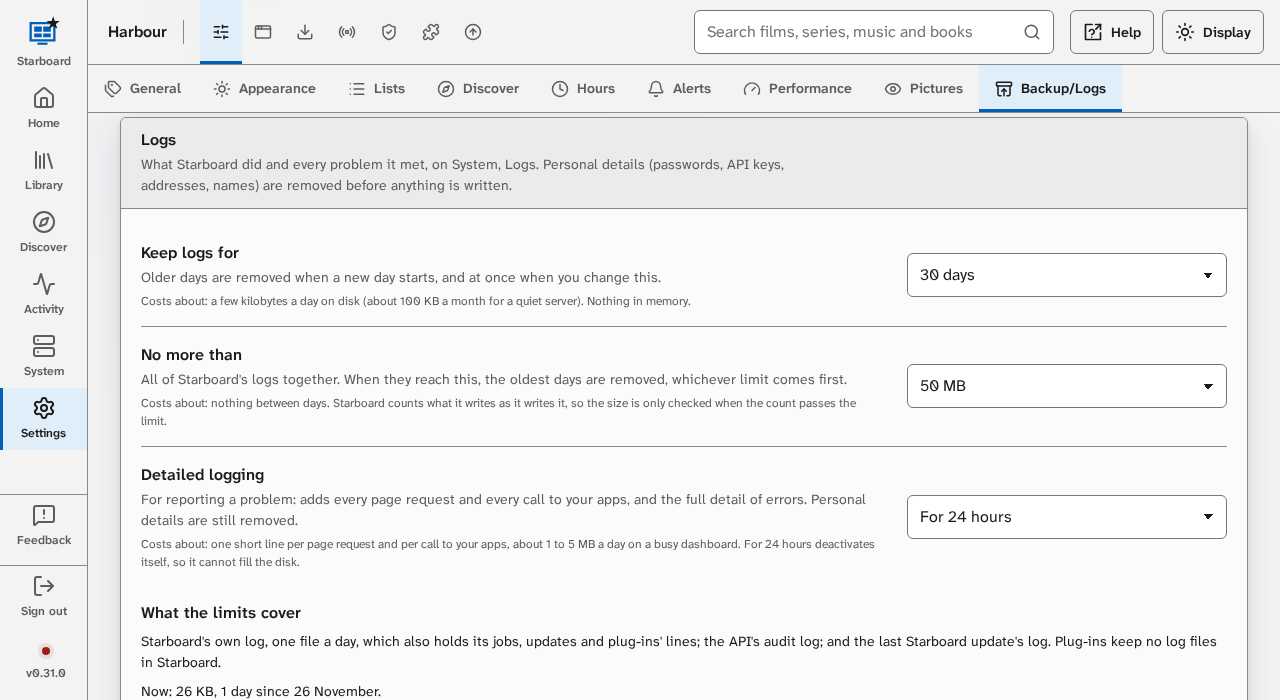 Starboard
Home
Library
Discover
Activity
System
Settings
Feedback
Sign out
v0.31.0
Harbour
Search films, series, music and books
Help
Display
General
Appearance
Lists
Discover
Hours
Alerts
Performance
Pictures
Backup/Logs
Logs
What Starboard did and every problem it met, on System, Logs. Personal details (passwords, API keys,
addresses, names) are removed before anything is written.
Keep logs for
Older days are removed when a new day starts, and at once when you change this.
Costs about: a few kilobytes a day on disk (about 100 KB a month for a quiet server). Nothing in memory.
30 days
No more than
All of Starboard's logs together. When they reach this, the oldest days are removed, whichever limit comes first.
Costs about: nothing between days. Starboard counts what it writes as it writes it, so the size is only checked when the count passes the
limit.
50 MB
Detailed logging
For reporting a problem: adds every page request and every call to your apps, and the full detail of errors. Personal
details are still removed.
Costs about: one short line per page request and per call to your apps, about 1 to 5 MB a day on a busy dashboard. For 24 hours deactivates
itself, so it cannot fill the disk.
For 24 hours
What the limits cover
Starboard's own log, one file a day, which also holds its jobs, updates and plug-ins' lines; the API's audit log; and the last Starboard update's log. Plug-ins keep no log files
in Starboard.
Now: 26 KB, 1 day since 26 November.